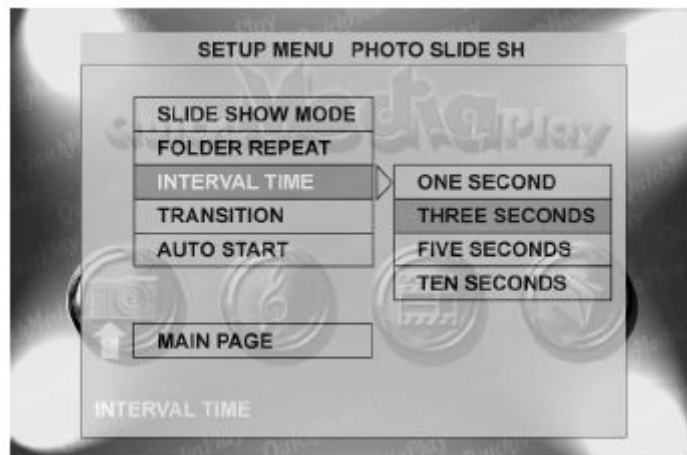 SETUP MENU PHOTO SLIDE SH
SLIDE SHOW MODE
FOLDER REPEAT
INTERVAL TIME
TRANSITION
AUTO START
ONE SECOND
THREE SECONDS
FIVE SECONDS
TEN SECONDS
MAIN PAGE
INTERVAL TIME